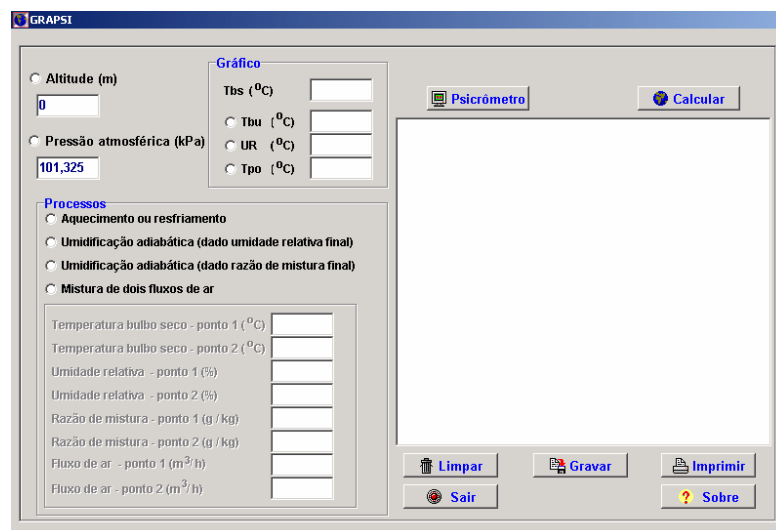 GRAPSI
Altitude (m)
0
Pressão atmosférica (kPa)
101,325
Gráfico
Tbs (⁰C)
Tbu (⁰C)
UR (⁰C)
Tpo (⁰C)
Psicrômetro
Calcular
Processos
Aquecimento ou resfriamento
Umidificação adiabática (dado umidade relativa final)
Umidificação adiabática (dado razão de mistura final)
Mistura de dois fluxos de ar
Temperatura bulbo seco - ponto 1 (⁰C)
Temperatura bulbo seco - ponto 2 (⁰C)
Umidade relativa - ponto 1 (%)
Umidade relativa - ponto 2 (%)
Razão de mistura - ponto 1 (g / kg)
Razão de mistura - ponto 2 (g / kg)
Fluxo de ar - ponto 1 (m³/ h)
Fluxo de ar - ponto 2 (m³/ h)
Limpar
Gravar
Imprimir
Sair
? Sobre